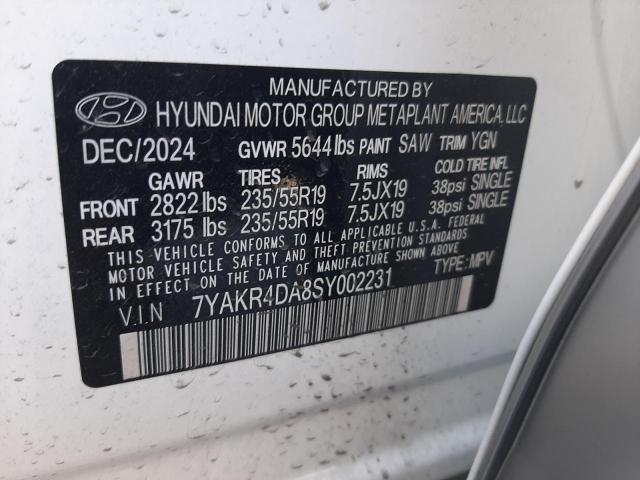 MANUFACTURED BY
HYUNDAI MOTOR GROUP METAPLANT AMERICA, LLC
DEC/2024 GVWR 5644 lbs PAINT SAW TRIM YGN
GAWR TIRES RIMS COLD TIRE INFL
FRONT 2822 lbs 235/55R19 7.5JX19 38psi SINGLE
REAR 3175 lbs 235/55R19 7.5JX19 38psi SINGLE
THIS VEHICLE CONFORMS TO ALL APPLICABLE U.S.A. FEDERAL
MOTOR VEHICLE SAFETY AND THEFT PREVENTION STANDARDS IN
EFFECT ON THE DATE OF MANUFACTURE SHOWN ABOVE.
V.I.N 7YAKR4DA8SY002231 TYPE: MPV